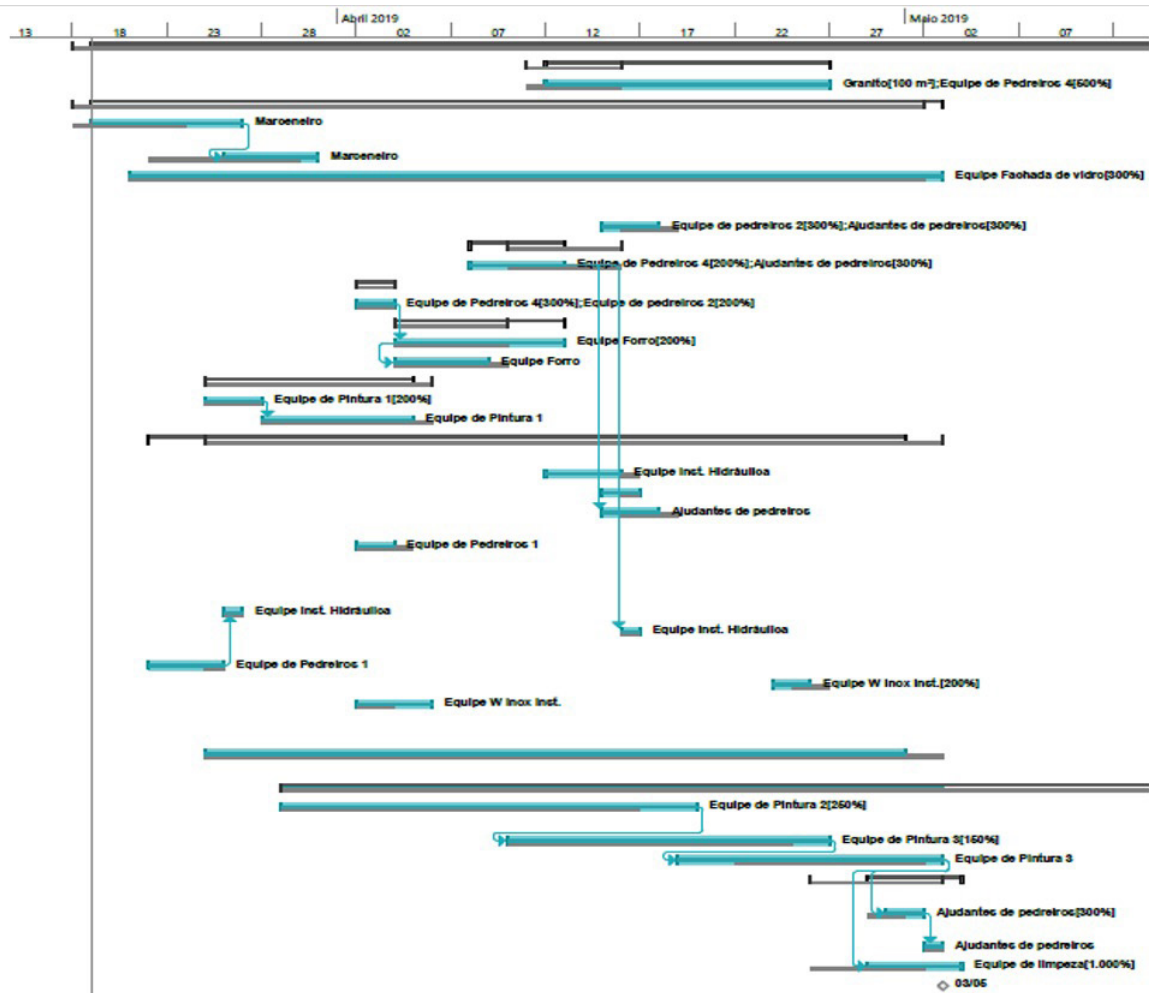 Abril 2019 Maio 2019
13 18 23 28 02 07 12 17 22 27 02 07
Granito[100 m²];Equipe de Pedreiros 4[500%]
Marceneiro
Marceneiro
Equipe Fachada de vidro[300%]
Equipe de pedreiros 2[300%];Ajudantes de pedreiros[300%]
Equipe de Pedreiros 4[200%];Ajudantes de pedreiros[300%]
Equipe de Pedreiros 4[300%];Equipe de pedreiros 2[200%]
Equipe Forro[200%]
Equipe Forro
Equipe de Pintura 1[200%]
Equipe de Pintura 1
Equipe Inst. Hidráulica
Ajudantes de pedreiros
Equipe de Pedreiros 1
Equipe Inst. Hidráulica
Equipe Inst. Hidráulica
Equipe de Pedreiros 1
Equipe W Inox Inst.[200%]
Equipe W Inox Inst.
Equipe de Pintura 2[250%]
Equipe de Pintura 3[150%]
Equipe de Pintura 3
Ajudantes de pedreiros[300%]
Ajudantes de pedreiros
Equipe de limpeza[1.000%]
03/05